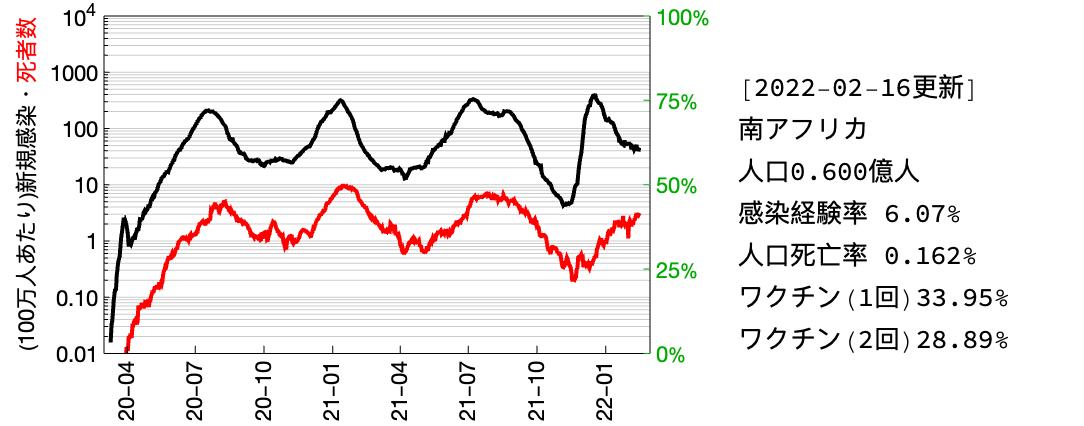 (100万人あたり)新規感染・死者数
10^4
1000
100
10
1
0.10
0.01
100%
75%
50%
25%
0%
20-04
20-07
20-10
21-01
21-04
21-07
21-10
22-01
[2022-02-16更新]
南アフリカ
人口0.600億人
感染経験率 6.07%
人口死亡率 0.162%
ワクチン(1回)33.95%
ワクチン(2回)28.89%